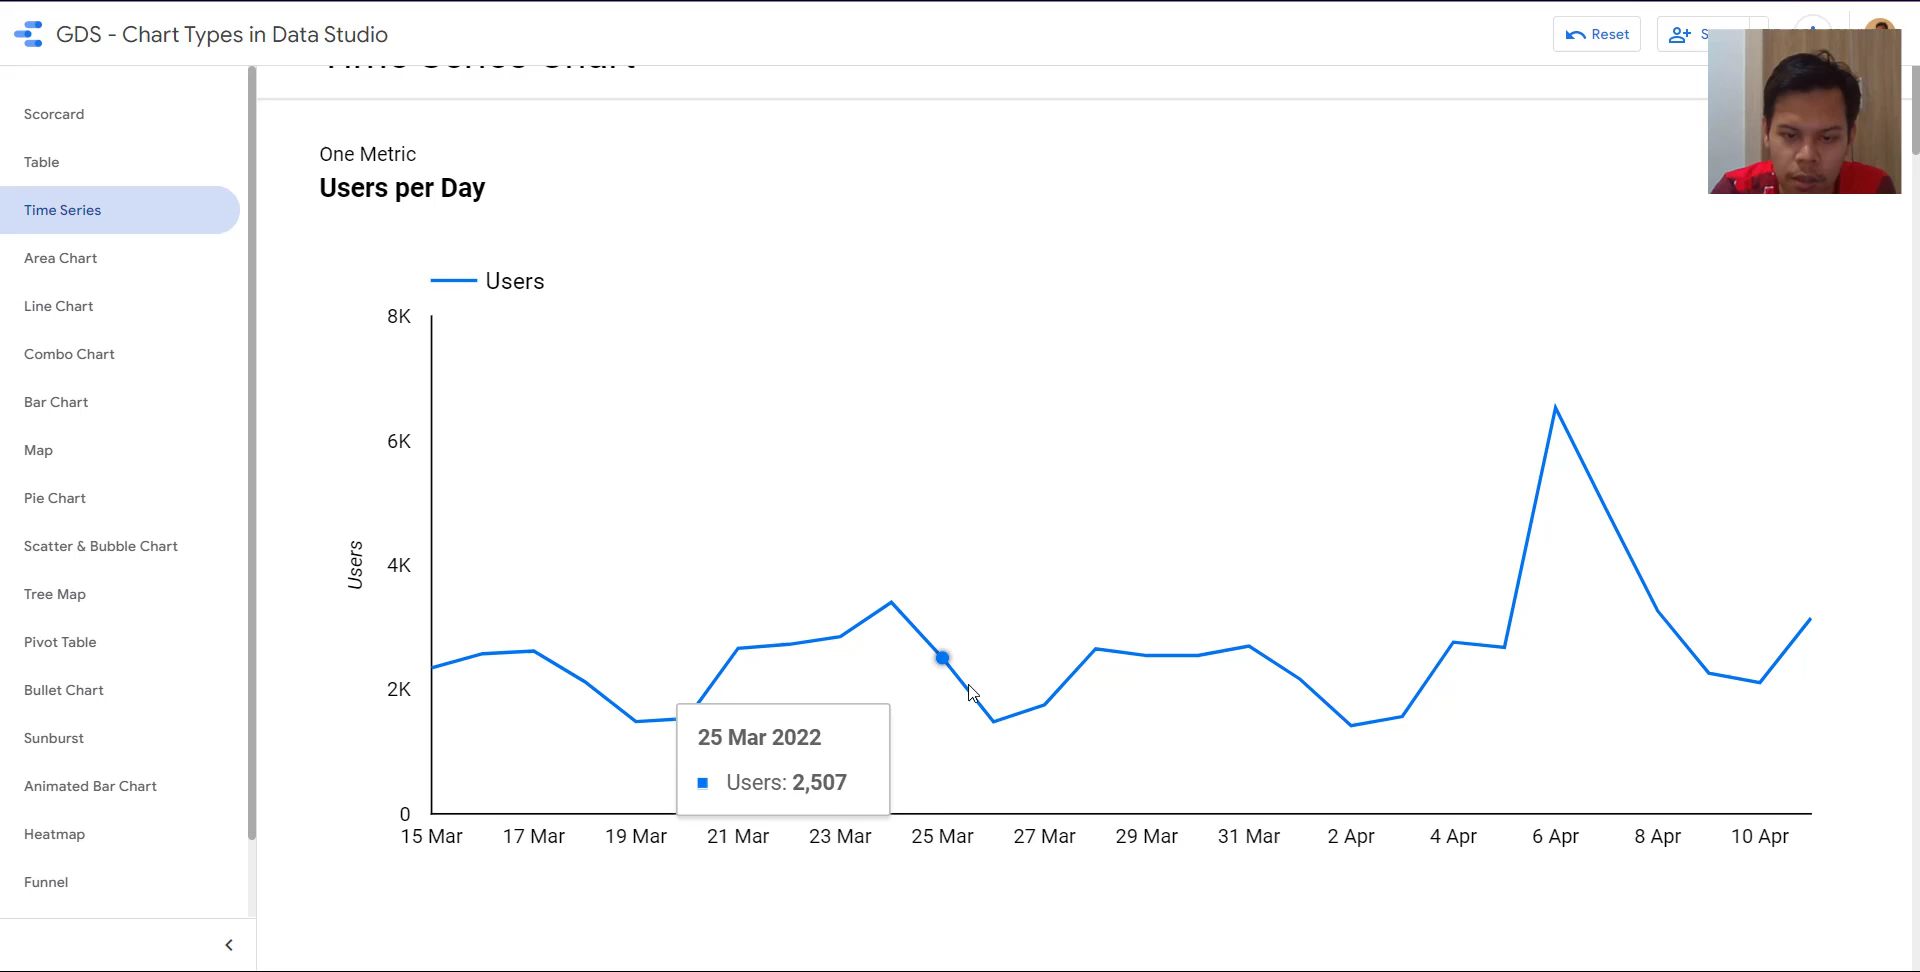 GDS - Chart Types in Data Studio
Reset
Time Series Chart
Scorcard
Table
Time Series
Area Chart
Line Chart
Combo Chart
Bar Chart
Map
Pie Chart
Scatter & Bubble Chart
Tree Map
Pivot Table
Bullet Chart
Sunburst
Animated Bar Chart
Heatmap
Funnel
One Metric
Users per Day
Users
8K
6K
4K
2K
0
Users
25 Mar 2022
Users: 2,507
15 Mar 17 Mar 19 Mar 21 Mar 23 Mar 25 Mar 27 Mar 29 Mar 31 Mar 2 Apr 4 Apr 6 Apr 8 Apr 10 Apr